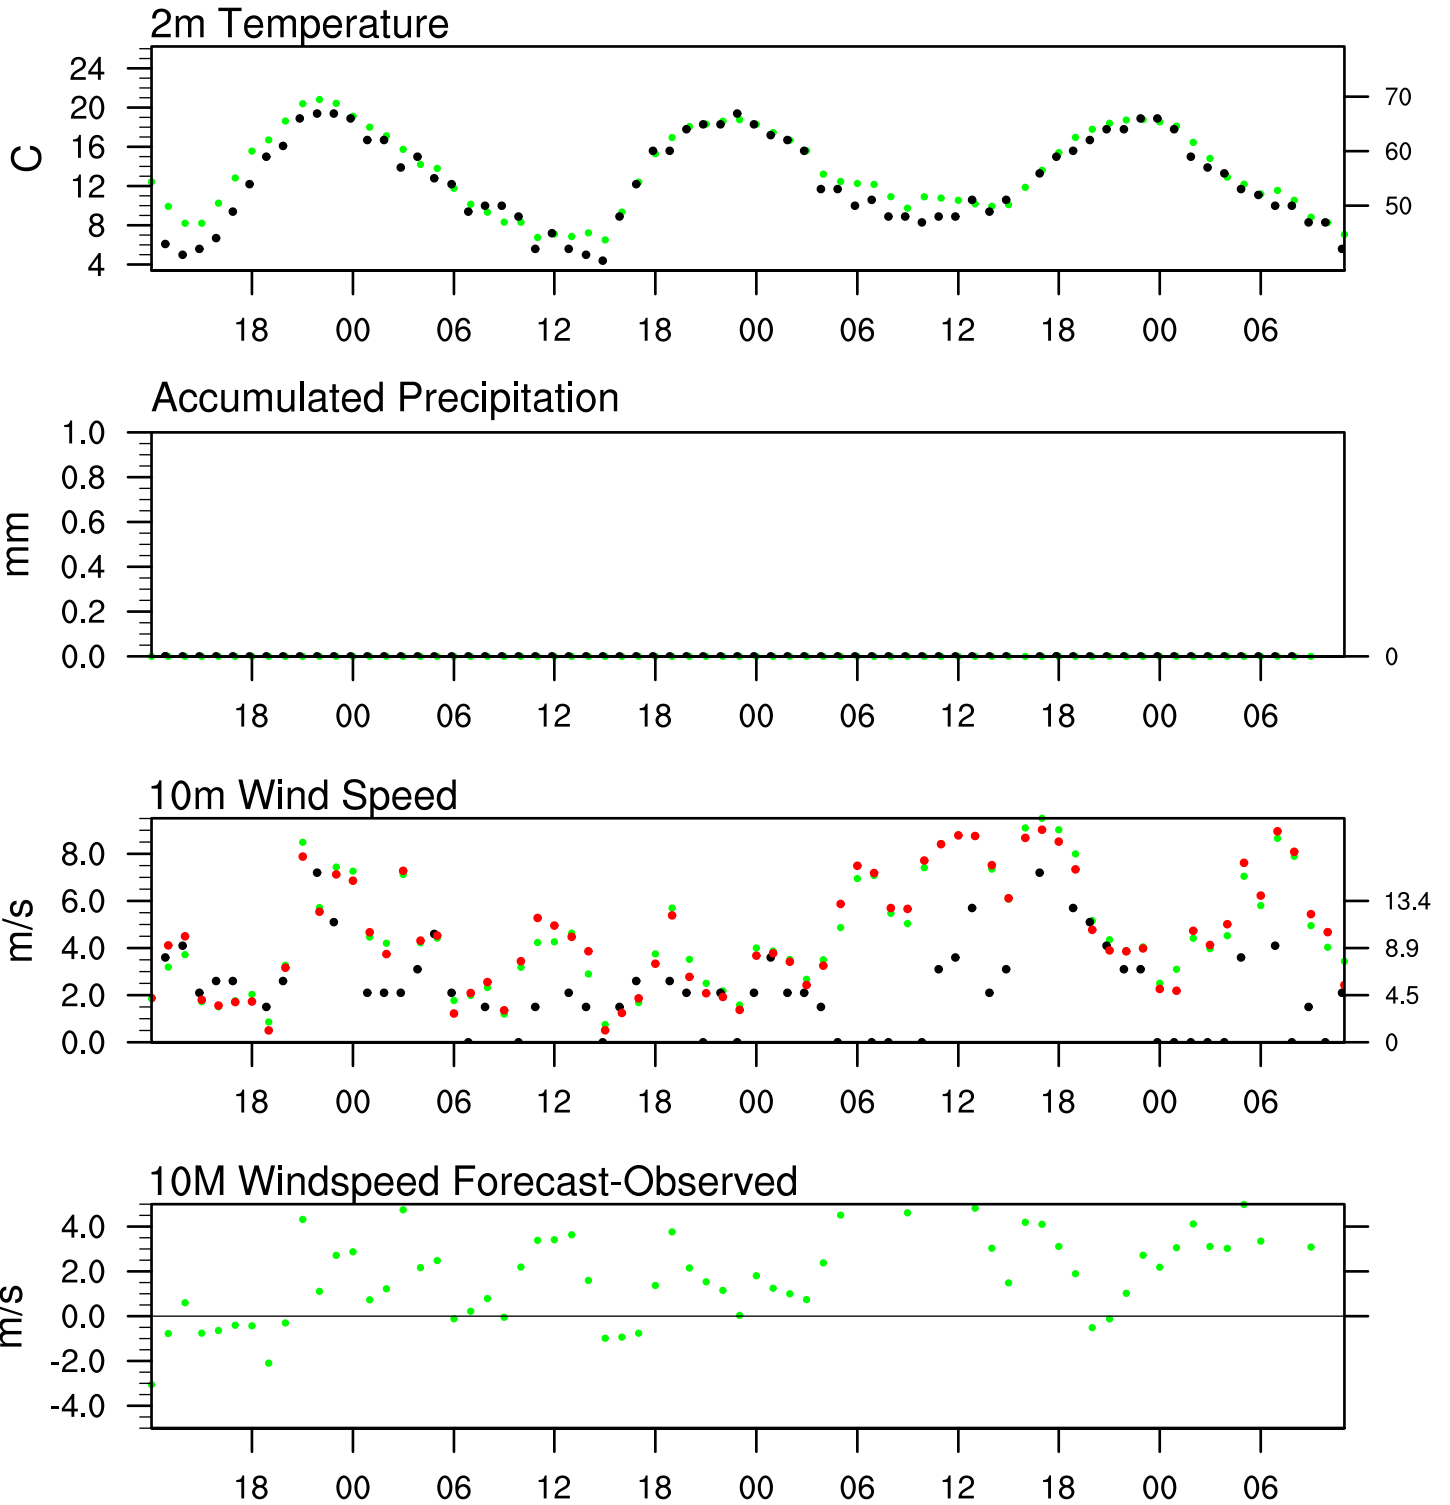 2m Temperature
24
20
16
12
8
4
C
70
60
50
18 00 06 12 18 00 06 12 18 00 06
Accumulated Precipitation
1.0
0.8
0.6
0.4
0.2
0.0
mm
0
18 00 06 12 18 00 06 12 18 00 06
10m Wind Speed
8.0
6.0
4.0
2.0
0.0
m/s
13.4
8.9
4.5
0
18 00 06 12 18 00 06 12 18 00 06
10M Windspeed Forecast-Observed
4.0
2.0
0.0
-2.0
-4.0
m/s
18 00 06 12 18 00 06 12 18 00 06